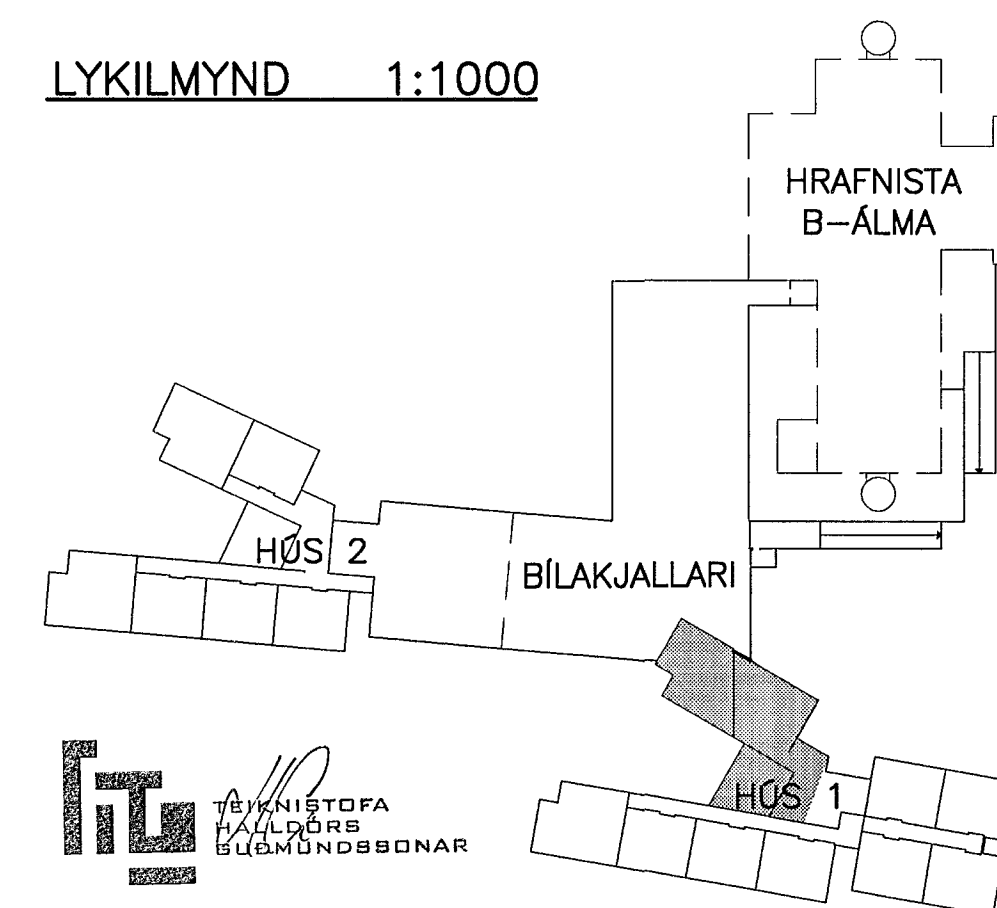 LYKILMYND 1:1000
HRAFNISTA
B-ÁLMA
HÚS 2
BÍLAKJALLARI
HÚS 1
TEIKNISTOFA
HALLDÓRS
GUÐMUNDSSONAR